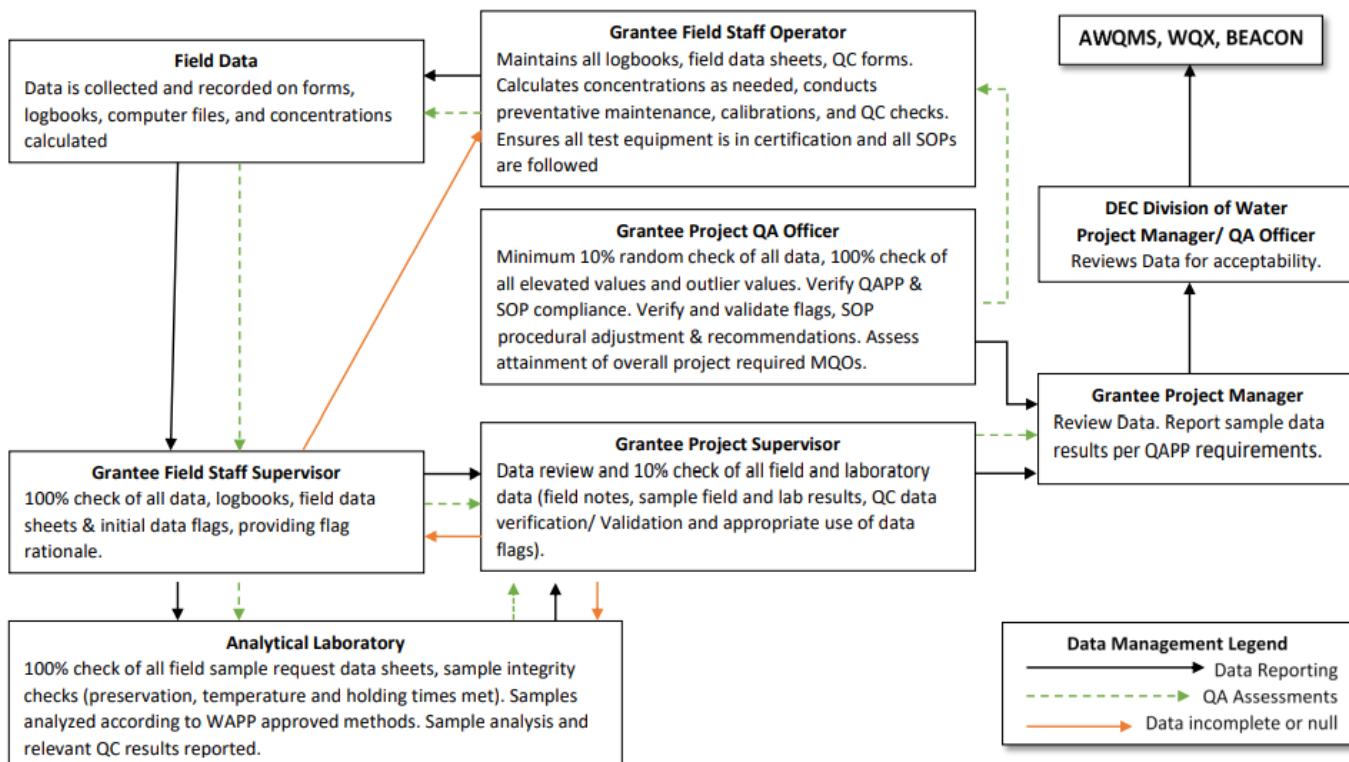 Field Data
Data is collected and recorded on forms,
logbooks, computer files, and concentrations
calculated
Grantee Field Staff Operator
Maintains all logbooks, field data sheets, QC forms.
Calculates concentrations as needed, conducts
preventative maintenance, calibrations, and QC checks.
Ensures all test equipment is in certification and all SOPs
are followed
AWQMS, WQX, BEACON
DEC Division of Water
Project Manager/ QA Officer
Reviews Data for acceptability.
Grantee Project QA Officer
Minimum 10% random check of all data, 100% check of
all elevated values and outlier values. Verify QAPP &
SOP compliance. Verify and validate flags, SOP
procedural adjustment & recommendations. Assess
attainment of overall project required MQOs.
Grantee Project Manager
Review Data. Report sample data
results per QAPP requirements.
Grantee Field Staff Supervisor
100% check of all data, logbooks, field data
sheets & initial data flags, providing flag
rationale.
Grantee Project Supervisor
Data review and 10% check of all field and laboratory
data (field notes, sample field and lab results, QC data
verification/ Validation and appropriate use of data
flags).
Analytical Laboratory
100% check of all field sample request data sheets, sample integrity
checks (preservation, temperature and holding times met). Samples
analyzed according to WAPP approved methods. Sample analysis and
relevant QC results reported.
Data Management Legend
Data Reporting
QA Assessments
Data incomplete or null